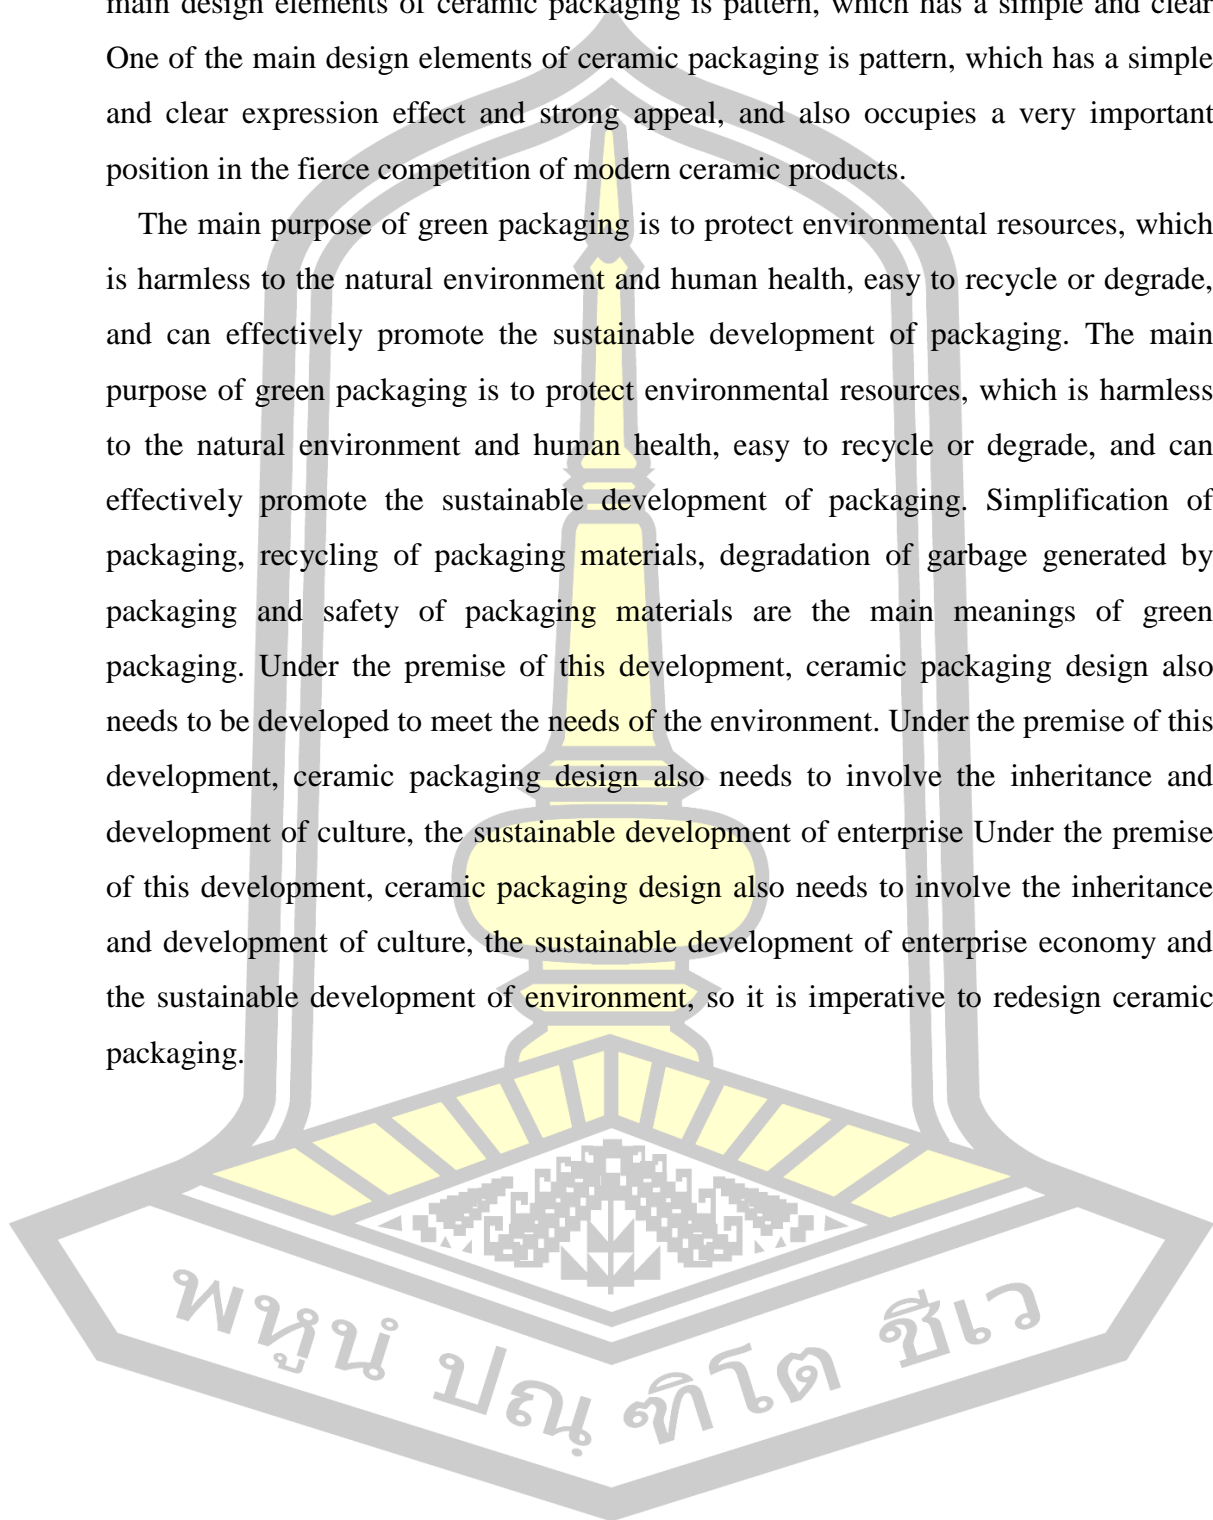 main design elements of ceramic packaging is pattern, which has a simple and clear
One of the main design elements of ceramic packaging is pattern, which has a simple
and clear expression effect and strong appeal, and also occupies a very important
position in the fierce competition of modern ceramic products.
The main purpose of green packaging is to protect environmental resources, which
is harmless to the natural environment and human health, easy to recycle or degrade,
and can effectively promote the sustainable development of packaging. The main
purpose of green packaging is to protect environmental resources, which is harmless
to the natural environment and human health, easy to recycle or degrade, and can
effectively promote the sustainable development of packaging. Simplification of
packaging, recycling of packaging materials, degradation of garbage generated by
packaging and safety of packaging materials are the main meanings of green
packaging. Under the premise of this development, ceramic packaging design also
needs to be developed to meet the needs of the environment. Under the premise of this
development, ceramic packaging design also needs to involve the inheritance and
development of culture, the sustainable development of enterprise Under the premise
of this development, ceramic packaging design also needs to involve the inheritance
and development of culture, the sustainable development of enterprise economy and
the sustainable development of environment, so it is imperative to redesign ceramic
packaging.
พหูนํ ปณฺฑิโต ชีเว